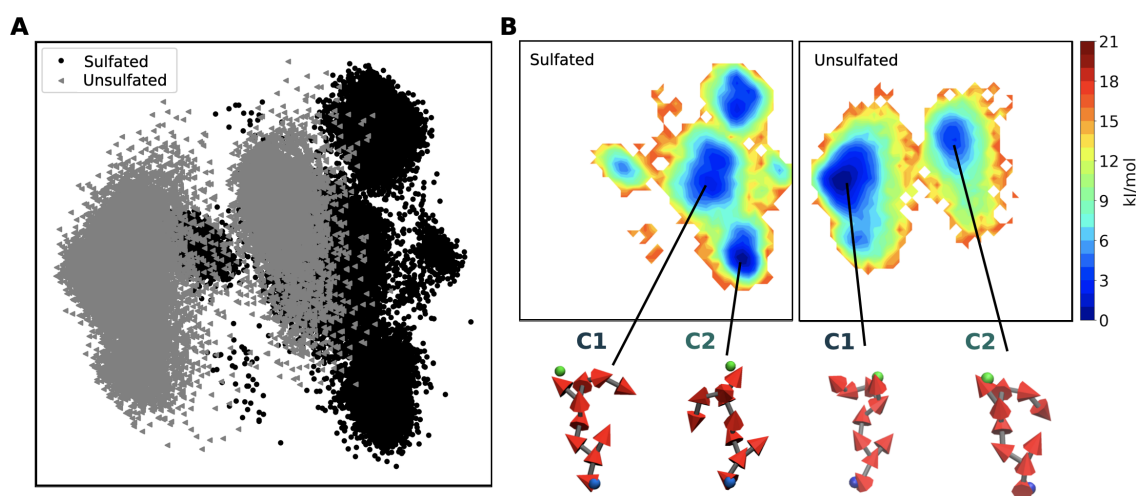 A
Sulfated
Unsulfated
B
Sulfated
Unsulfated
21
18
15
12
9
6
3
0
kJ/mol
C1
C2
C1
C2